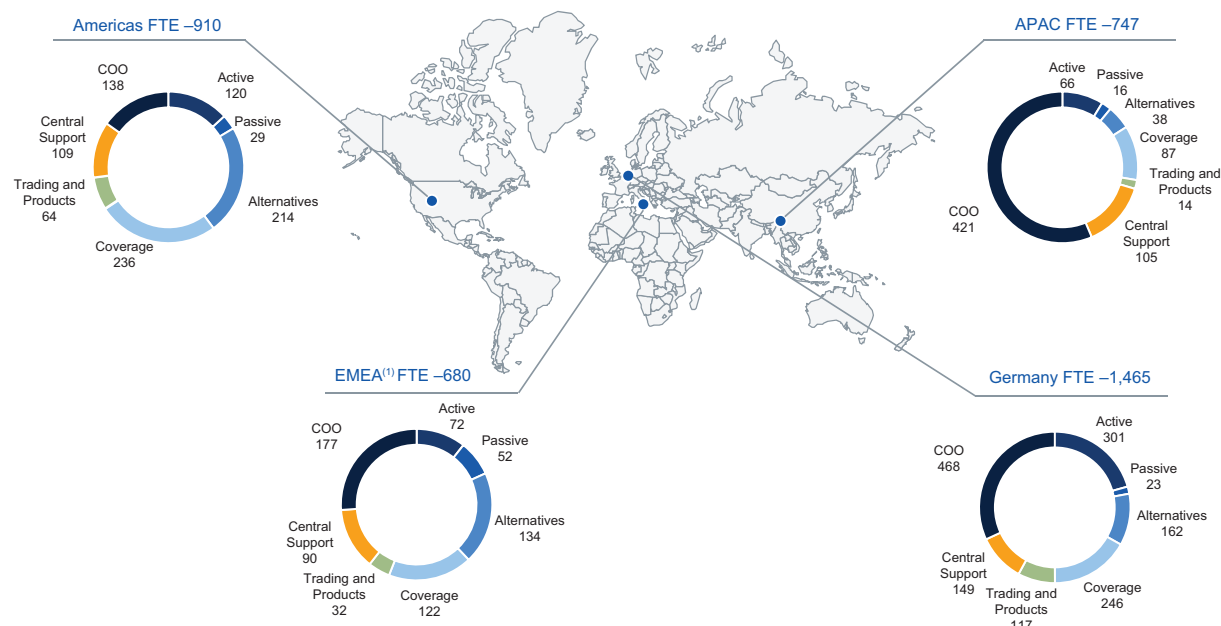 Americas FTE –910
COO
138
Active
120
Passive
29
Central
Support
109
Trading and
Products
64
Alternatives
214
Coverage
236
APAC FTE –747
Active
66
Passive
16
Alternatives
38
Coverage
87
Trading and
Products
14
Central
Support
105
COO
421
EMEA(1) FTE –680
COO
177
Active
72
Passive
52
Alternatives
134
Central
Support
90
Trading and
Products
32
Coverage
122
Germany FTE –1,465
Active
301
COO
468
Passive
23
Alternatives
162
Central
Support
149
Trading and
Products
117
Coverage
246